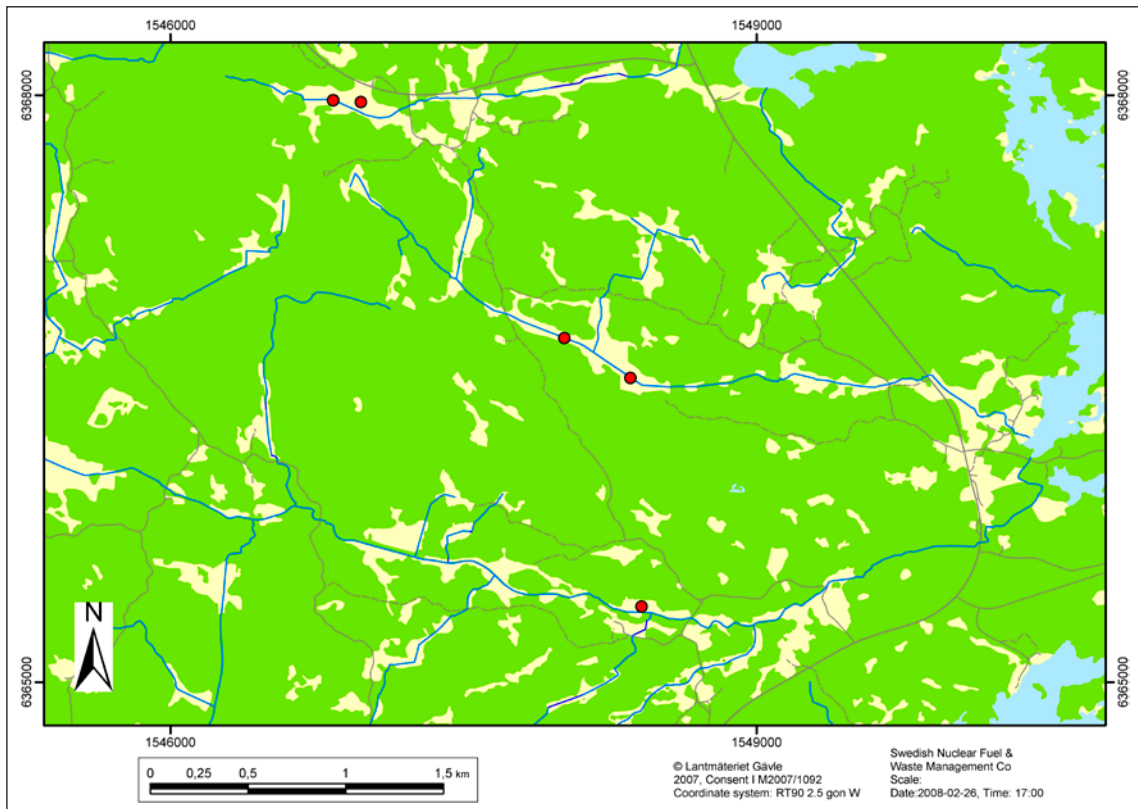 1546000 1549000
6368000 6368000
6365000 6365000
N
1546000 1549000
0 0,25 0,5 1 1,5 km
© Lantmäteriet Gävle
2007, Consent I M2007/1092
Coordinate system: RT90 2.5 gon W
Swedish Nuclear Fuel &
Waste Management Co
Scale:
Date:2008-02-26, Time: 17:00